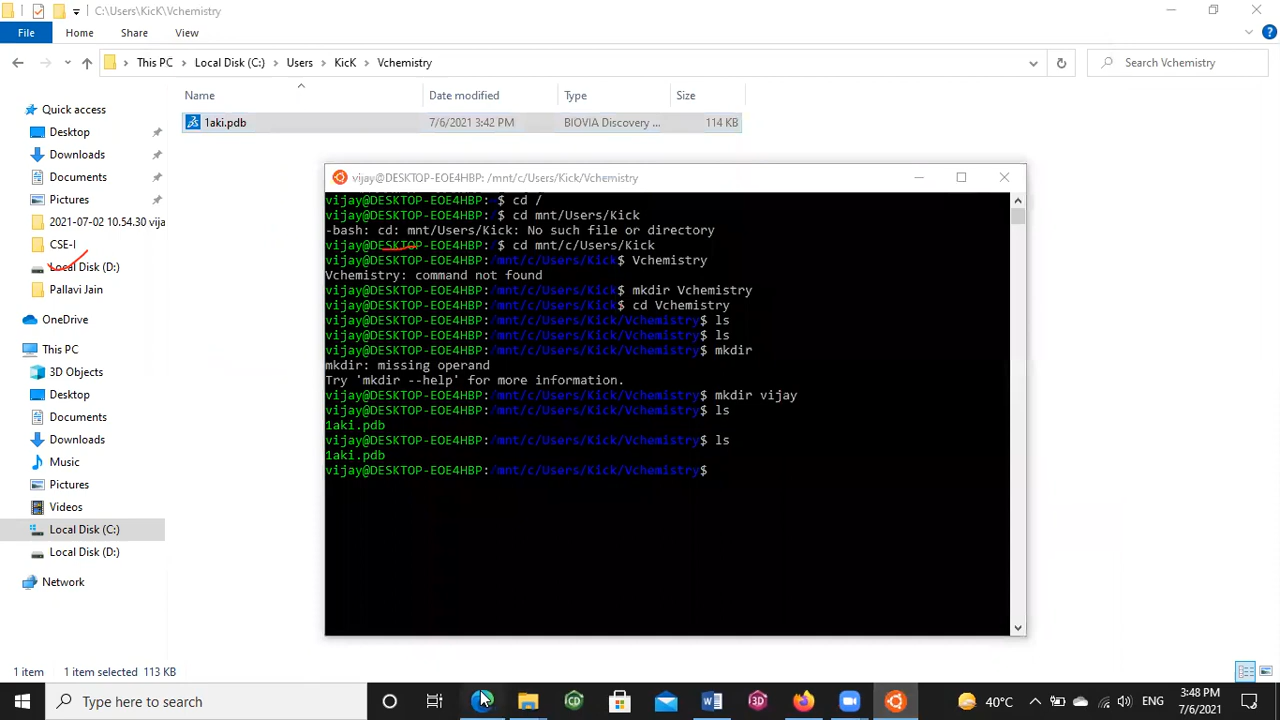 C:\Users\KicK\Vchemistry
File Home Share View
This PC Local Disk (C:) Users KicK Vchemistry Search Vchemistry
Name Date modified Type Size
1aki.pdb 7/6/2021 3:42 PM BIOVIA Discovery ... 114 KB
Quick access
Desktop
Downloads
Documents
Pictures
2021-07-02 10.54.30 vija
CSE-I
Local Disk (D:)
Pallavi Jain
OneDrive
This PC
3D Objects
Desktop
Documents
Downloads
Music
Pictures
Videos
Local Disk (C:)
Local Disk (D:)
Network
vijay@DESKTOP-EOE4HBP: /mnt/c/Users/Kick/Vchemistry
vijay@DESKTOP-EOE4HBP:/$ cd /
vijay@DESKTOP-EOE4HBP:/$ cd mnt/Users/Kick
-bash: cd: mnt/Users/Kick: No such file or directory
vijay@DESKTOP-EOE4HBP:/$ cd mnt/c/Users/Kick
vijay@DESKTOP-EOE4HBP:/mnt/c/Users/Kick$ Vchemistry
Vchemistry: command not found
vijay@DESKTOP-EOE4HBP:/mnt/c/Users/Kick$ mkdir Vchemistry
vijay@DESKTOP-EOE4HBP:/mnt/c/Users/Kick$ cd Vchemistry
vijay@DESKTOP-EOE4HBP:/mnt/c/Users/Kick/Vchemistry$ ls
vijay@DESKTOP-EOE4HBP:/mnt/c/Users/Kick/Vchemistry$ ls
vijay@DESKTOP-EOE4HBP:/mnt/c/Users/Kick/Vchemistry$ mkdir
mkdir: missing operand
Try 'mkdir --help' for more information.
vijay@DESKTOP-EOE4HBP:/mnt/c/Users/Kick/Vchemistry$ mkdir vijay
vijay@DESKTOP-EOE4HBP:/mnt/c/Users/Kick/Vchemistry$ ls
1aki.pdb
vijay@DESKTOP-EOE4HBP:/mnt/c/Users/Kick/Vchemistry$ ls
1aki.pdb
vijay@DESKTOP-EOE4HBP:/mnt/c/Users/Kick/Vchemistry$
1 item 1 item selected 113 KB
Type here to search
40°C ENG 3:48 PM
7/6/2021